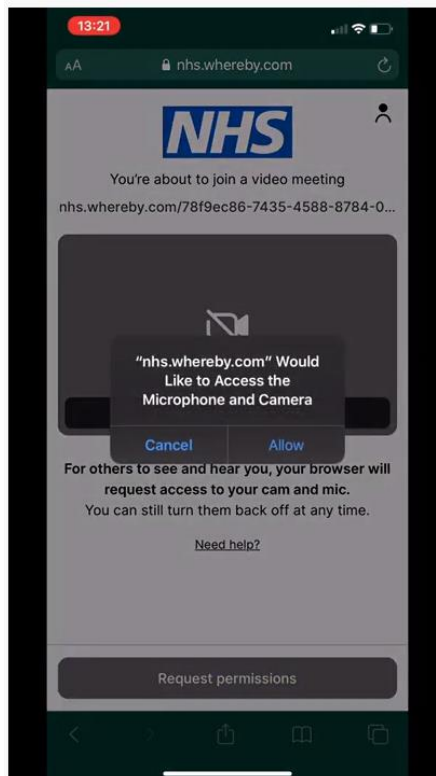 13:21
AA nhs.whereby.com
NHS
You're about to join a video meeting
nhs.whereby.com/78f9ec86-7435-4588-8784-0...
"nhs.whereby.com" Would
Like to Access the
Microphone and Camera
Cancel Allow
For others to see and hear you, your browser will
request access to your cam and mic.
You can still turn them back off at any time.
Need help?
Request permissions